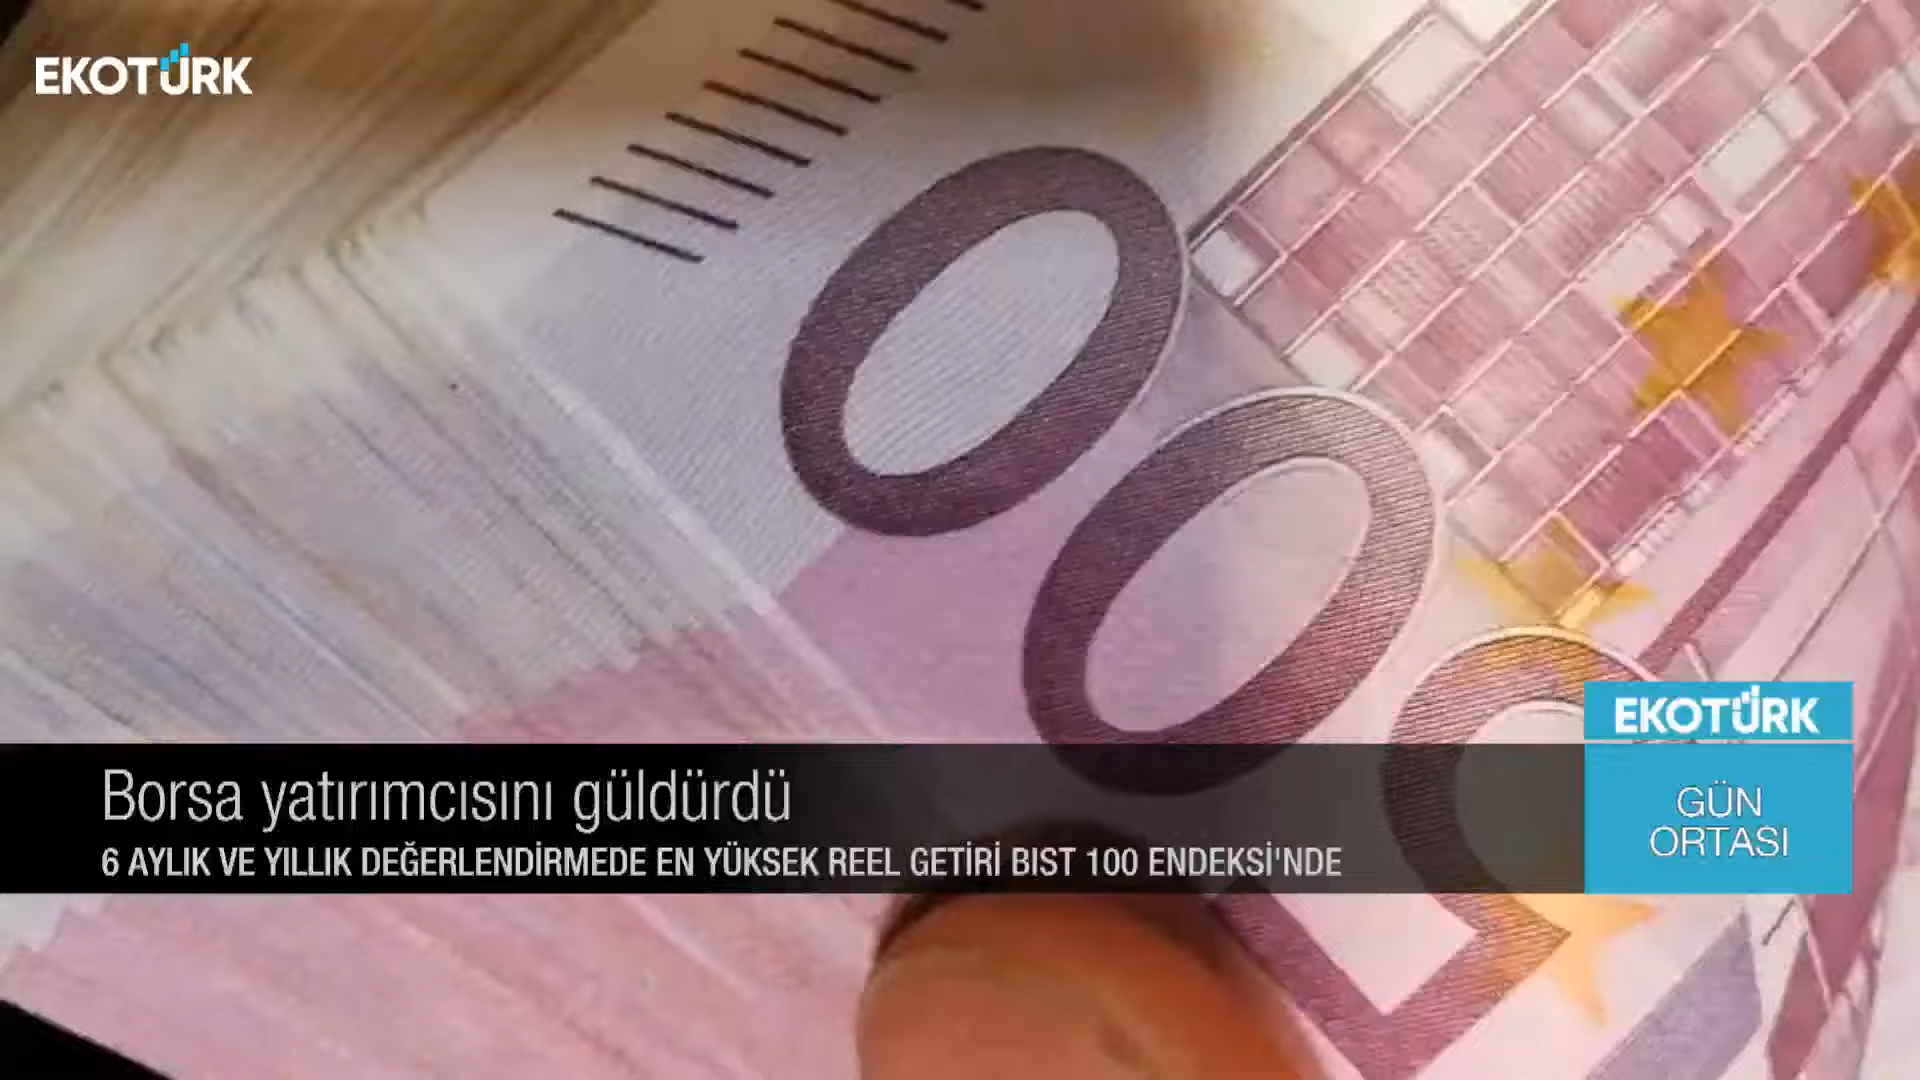 EKOTÜRK
500
EKOTÜRK
Borsa yatırımcısını güldürdü
6 AYLIK VE YILLIK DEĞERLENDİRMEDE EN YÜKSEK REEL GETİRİ BIST 100 ENDEKSİ'NDE
GÜN
ORTASI